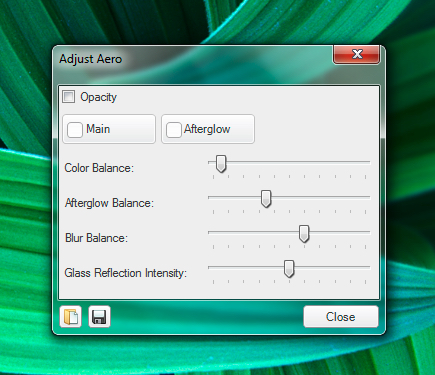 Adjust Aero
Opacity
Main
Afterglow
Color Balance:
Afterglow Balance:
Blur Balance:
Glass Reflection Intensity:
Close